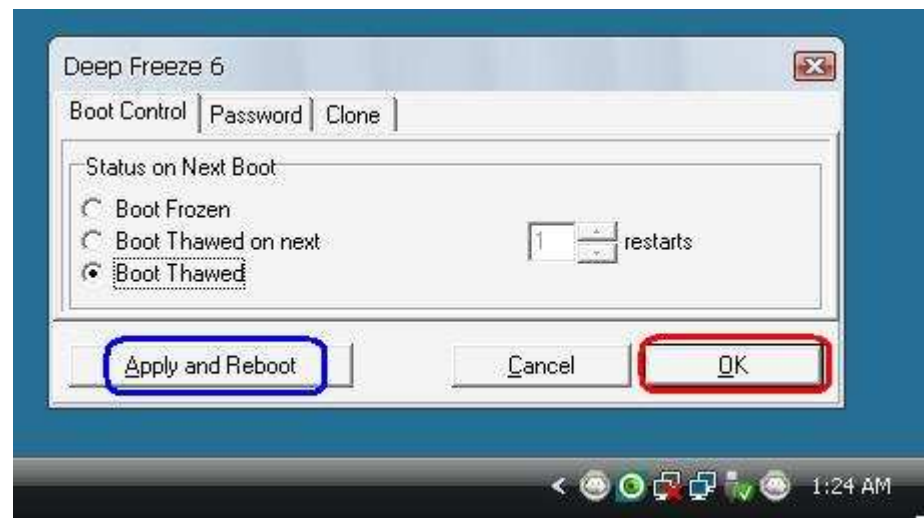 Deep Freeze 6
Boot Control Password Clone
Status on Next Boot
Boot Frozen
Boot Thawed on next 1 restarts
Boot Thawed
Apply and Reboot Cancel OK
1:24 AM